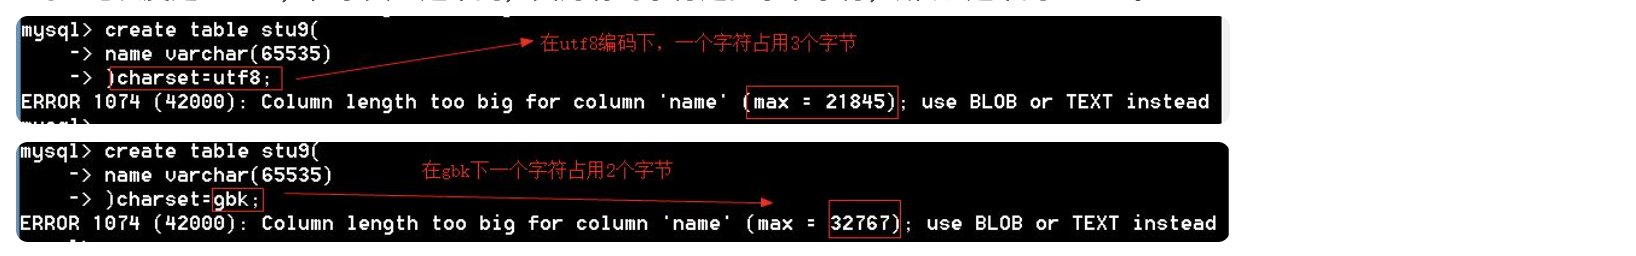 mysql> create table stu9(
-> name varchar(65535)
-> )charset=utf8;
在utf8编码下，一个字符占用3个字节
ERROR 1074 (42000): Column length too big for column 'name' (max = 21845); use BLOB or TEXT instead
mysql> create table stu9(
-> name varchar(65535)
-> )charset=gbk;
在gbk下一个字符占用2个字节
ERROR 1074 (42000): Column length too big for column 'name' (max = 32767); use BLOB or TEXT instead